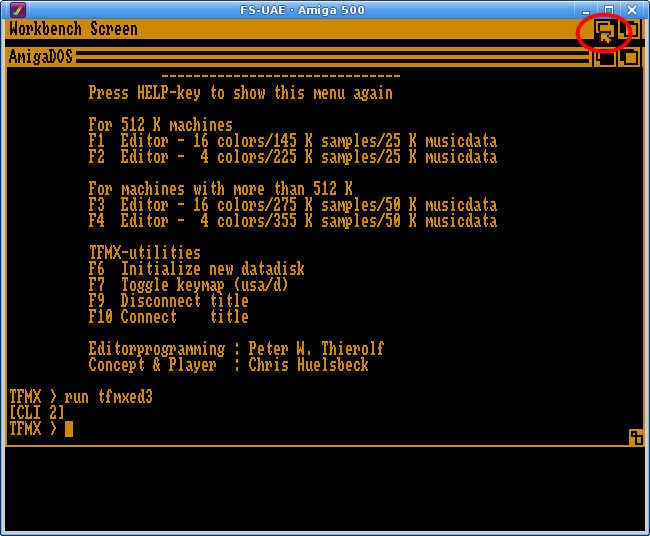 FS-UAE · Amiga 500
Workbench Screen
AmigaDOS
------------------------------
Press HELP-key to show this menu again
For 512 K machines
F1 Editor - 16 colors/145 K samples/25 K musicdata
F2 Editor - 4 colors/225 K samples/25 K musicdata
For machines with more than 512 K
F3 Editor - 16 colors/275 K samples/50 K musicdata
F4 Editor - 4 colors/355 K samples/50 K musicdata
TFMX-utilities
F6 Initialize new datadisk
F7 Toggle keymap (usa/d)
F9 Disconnect title
F10 Connect title
Editorprogramming : Peter W. Thierolf
Concept & Player : Chris Huelsbeck
TFMX > run tfmxed3
[CLI 2]
TFMX >